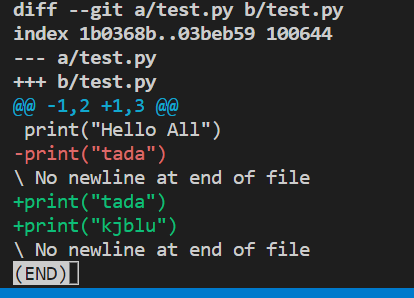 diff --git a/test.py b/test.py
index 1b0368b..03beb59 100644
--- a/test.py
+++ b/test.py
@@ -1,2 +1,3 @@
 print("Hello All")
-print("tada")
\ No newline at end of file
+print("tada")
+print("kjblu")
\ No newline at end of file
(END)